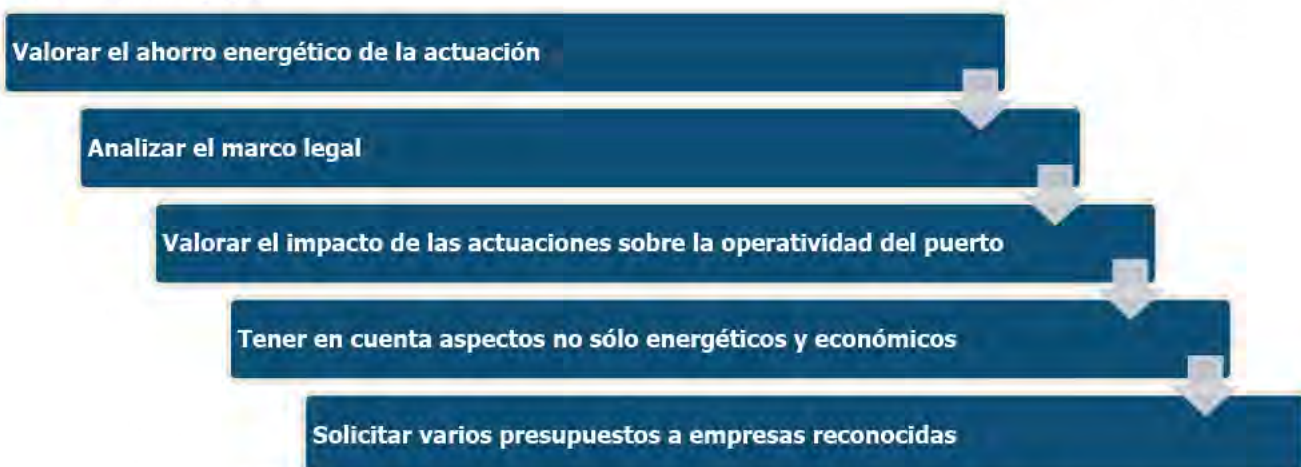 Valorar el ahorro energético de la actuación
Analizar el marco legal
Valorar el impacto de las actuaciones sobre la operatividad del puerto
Tener en cuenta aspectos no sólo energéticos y económicos
Solicitar varios presupuestos a empresas reconocidas